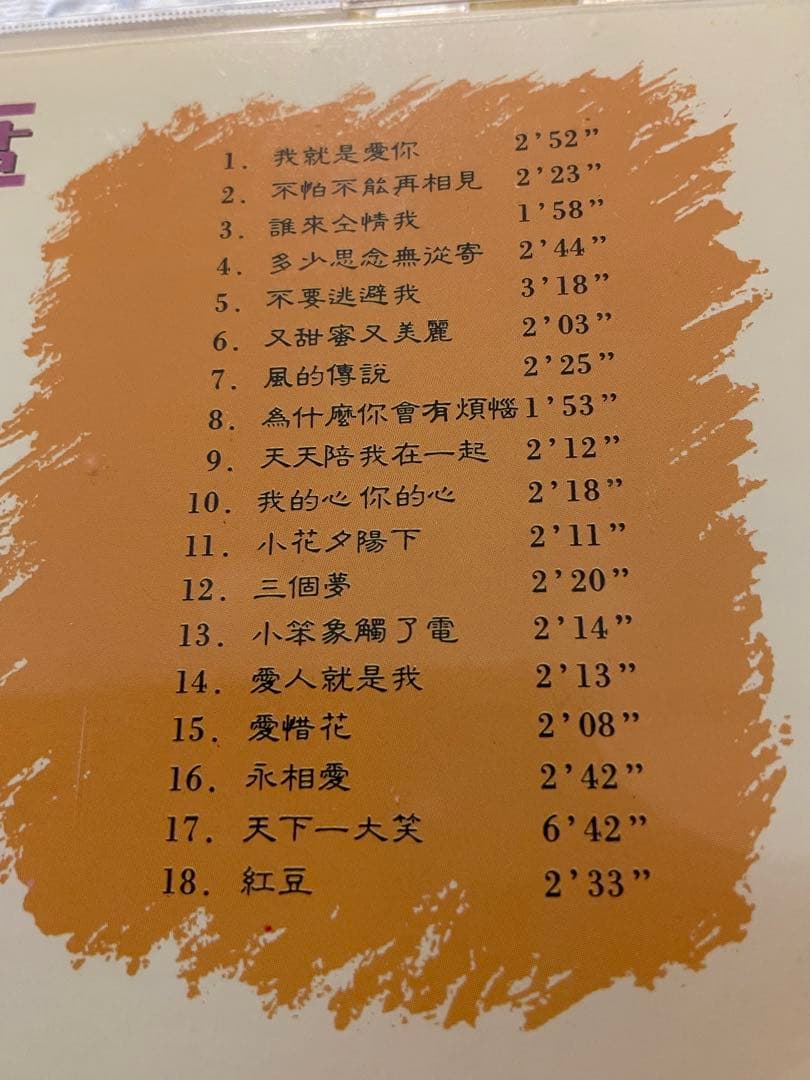 1. 我就是愛你 2’52”
2. 不怕不能再相見 2’23”
3. 誰來仝情我 1’58”
4. 多少思念無從寄 2’44”
5. 不要逃避我 3’18”
6. 又甜蜜又美麗 2’03”
7. 風的傳說 2’25”
8. 為什麼你會有煩惱 1’53”
9. 天天陪我在一起 2’12”
10. 我的心你的心 2’18”
11. 小花夕陽下 2’11”
12. 三個夢 2’20”
13. 小笨象觸了電 2’14”
14. 愛人就是我 2’13”
15. 愛惜花 2’08”
16. 永相愛 2’42”
17. 天下一大笑 6’42”
18. 紅豆 2’33”